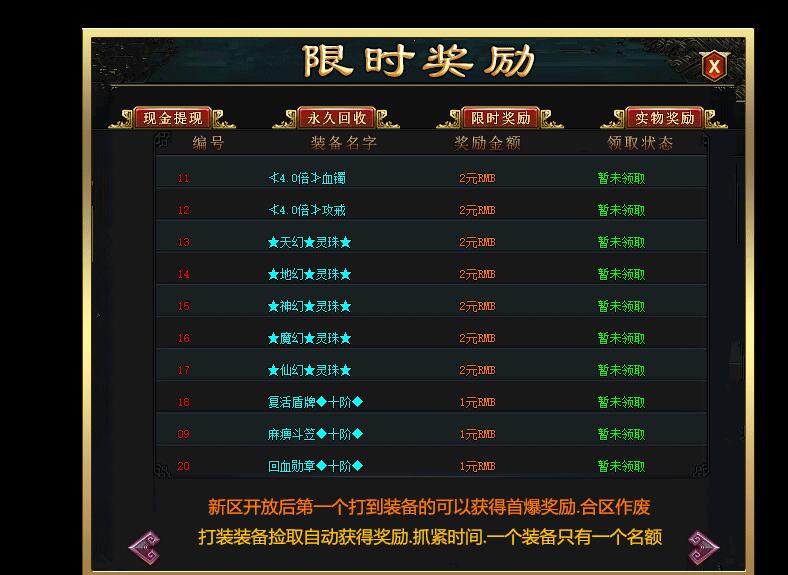 限时奖励
X
现金提现 永久回收 限时奖励 实物奖励
编号 装备名字 奖励金额 领取状态
11 ≮4.0倍≯血镯 2元RMB 暂未领取
12 ≮4.0倍≯攻戒 2元RMB 暂未领取
13 ★天幻★灵珠★ 2元RMB 暂未领取
14 ★地幻★灵珠★ 2元RMB 暂未领取
15 ★神幻★灵珠★ 2元RMB 暂未领取
16 ★魔幻★灵珠★ 2元RMB 暂未领取
17 ★仙幻★灵珠★ 2元RMB 暂未领取
18 复活盾牌◆十阶◆ 1元RMB 暂未领取
09 麻痹斗笠◆十阶◆ 1元RMB 暂未领取
20 回血勋章◆十阶◆ 1元RMB 暂未领取
新区开放后第一个打到装备的可以获得首爆奖励.合区作废
打装装备捡取自动获得奖励.抓紧时间.一个装备只有一个名额